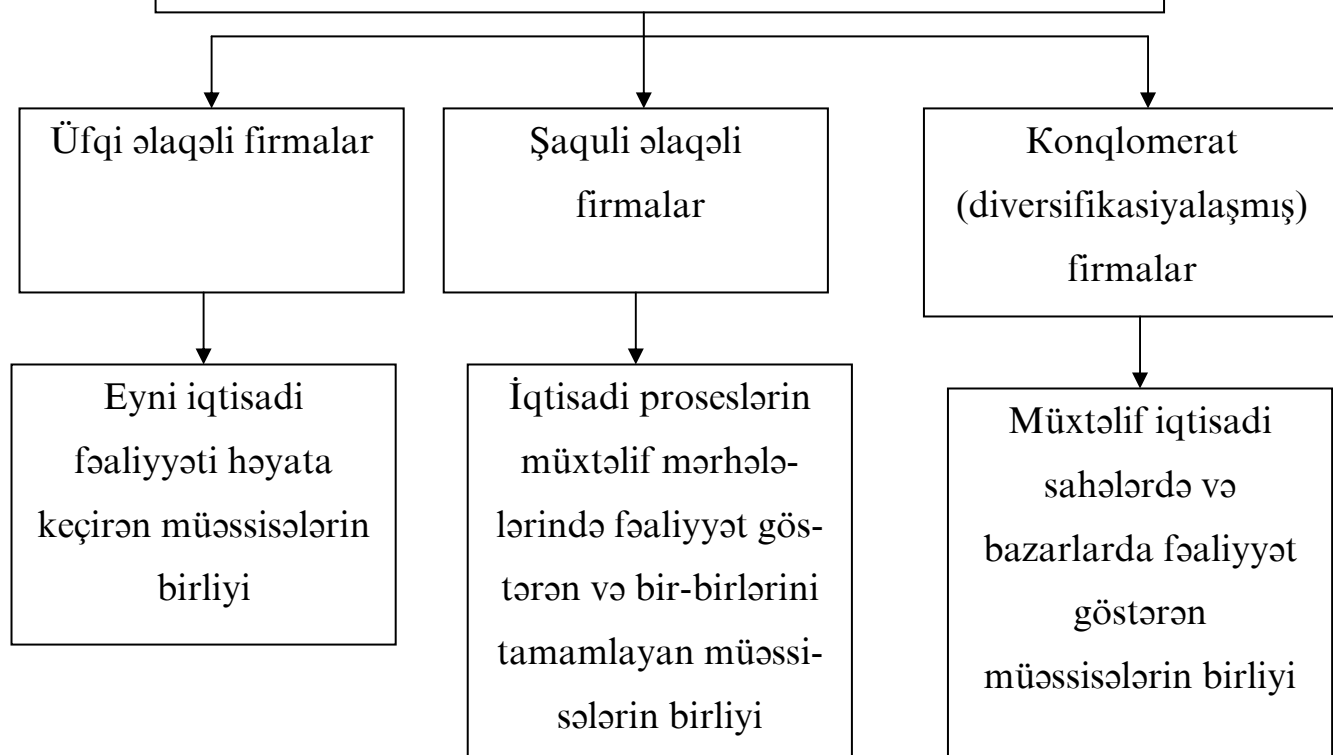 Üfqi əlaqəli firmalar
Şaquli əlaqəli
firmalar
Konqlomerat
(diversifikasiyalaşmış)
firmalar
Eyni iqtisadi
fəaliyyəti həyata
keçirən müəssisələrin
birliyi
İqtisadi proseslərin
müxtəlif mərhələ-
lərində fəaliyyət gös-
tərən və bir-birlərini
tamamlayan müəssi-
sələrin birliyi
Müxtəlif iqtisadi
sahələrdə və
bazarlarda fəaliyyət
göstərən
müəssisələrin birliyi